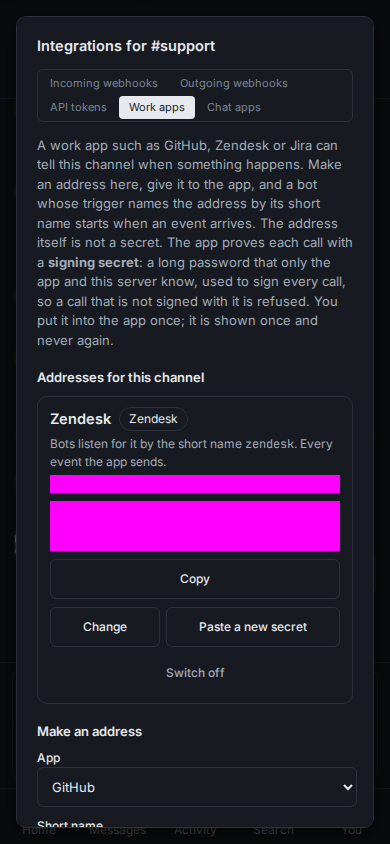 Integrations for #support
Incoming webhooks Outgoing webhooks
API tokens Work apps Chat apps
A work app such as GitHub, Zendesk or Jira can
tell this channel when something happens. Make
an address here, give it to the app, and a bot
whose trigger names the address by its short
name starts when an event arrives. The address
itself is not a secret. The app proves each call with
a signing secret: a long password that only the
app and this server know, used to sign every call,
so a call that is not signed with it is refused. You
put it into the app once; it is shown once and
never again.
Addresses for this channel
Zendesk Zendesk
Bots listen for it by the short name zendesk. Every
event the app sends.
Copy
Change Paste a new secret
Switch off
Make an address
App
GitHub
Short name
Home Messages Activity Search You